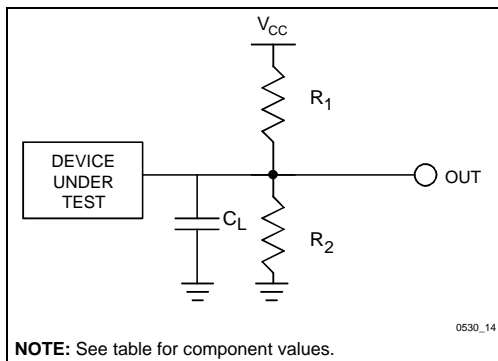 V_CC
R_1
DEVICE
UNDER
TEST
OUT
C_L
R_2
0530_14
NOTE: See table for component values.